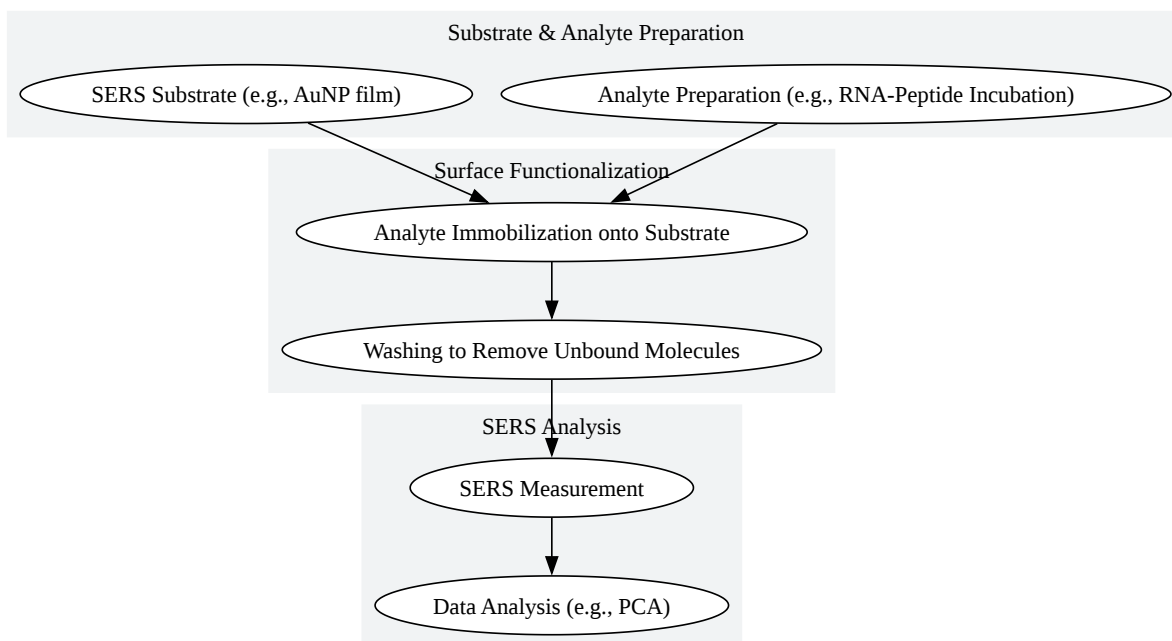 Substrate & Analyte Preparation
SERS Substrate (e.g., AuNP film)
Analyte Preparation (e.g., RNA-Peptide Incubation)
Surface Functionalization
Analyte Immobilization onto Substrate
Washing to Remove Unbound Molecules
SERS Analysis
SERS Measurement
Data Analysis (e.g., PCA)